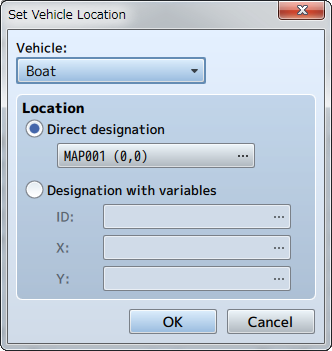 Set Vehicle Location
Vehicle:
Boat
Location
Direct designation
MAP001 (0,0) ...
Designation with variables
ID: ...
X: ...
Y: ...
OK Cancel